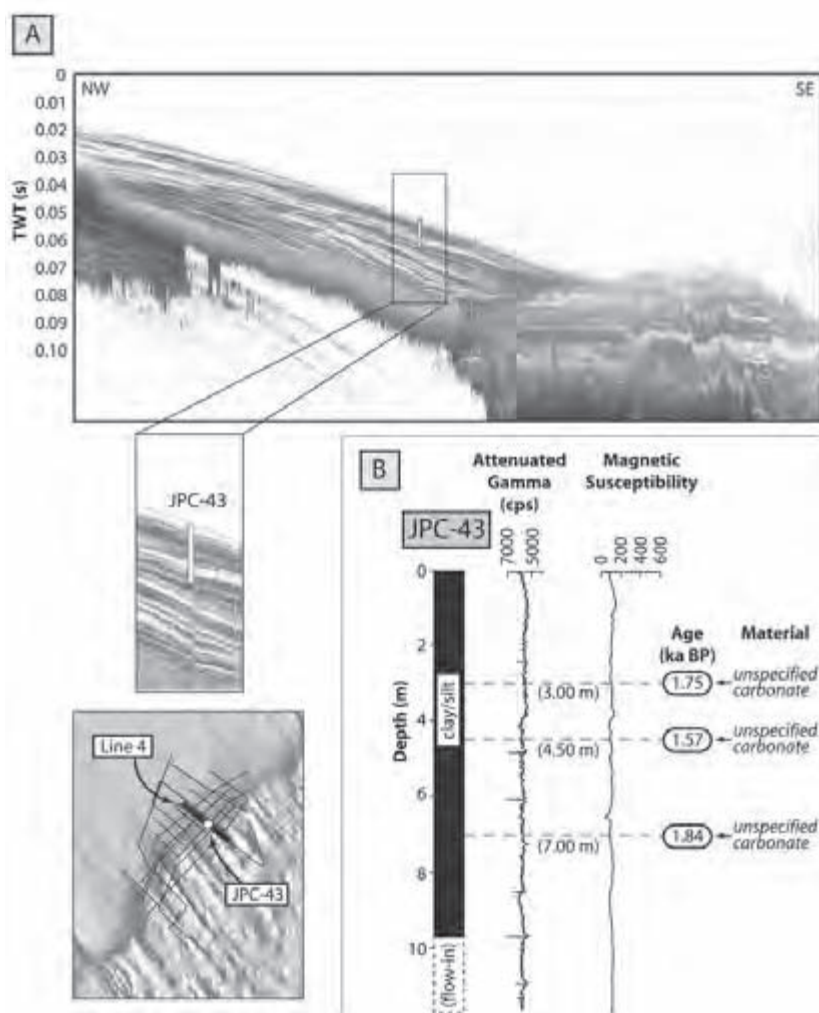 A
NW
SE
0
0.01
0.02
0.03
0.04
0.05
0.06
0.07
0.08
0.09
0.10
TWT (s)
JPC-43
Line 4
JPC-43
B
Attenuated
Gamma
(cps)
Magnetic
Susceptibility
JPC-43
7000
5000
0
200
400
600
Depth (m)
0
2
4
6
8
10
clay/silt
(flow-in)
Age
(ka BP)
Material
(3.00 m)
1.75
unspecified
carbonate
(4.50 m)
1.57
unspecified
carbonate
(7.00 m)
1.84
unspecified
carbonate